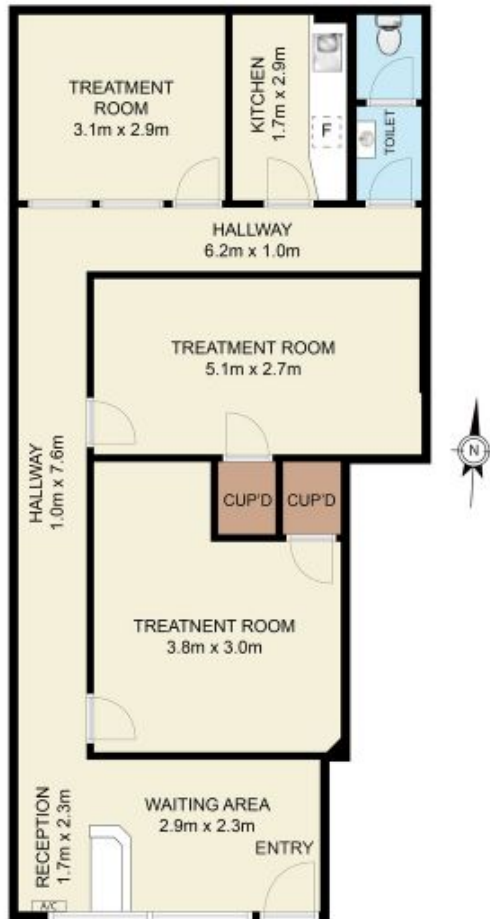 TREATMENT
ROOM
3.1m x 2.9m
KITCHEN
1.7m x 2.9m
F
TOILET
HALLWAY
6.2m x 1.0m
TREATMENT ROOM
5.1m x 2.7m
N
HALLWAY
1.0m x 7.6m
CUP'D
CUP'D
TREATNENT ROOM
3.8m x 3.0m
RECEPTION
1.7m x 2.3m
WAITING AREA
2.9m x 2.3m
ENTRY
A/C